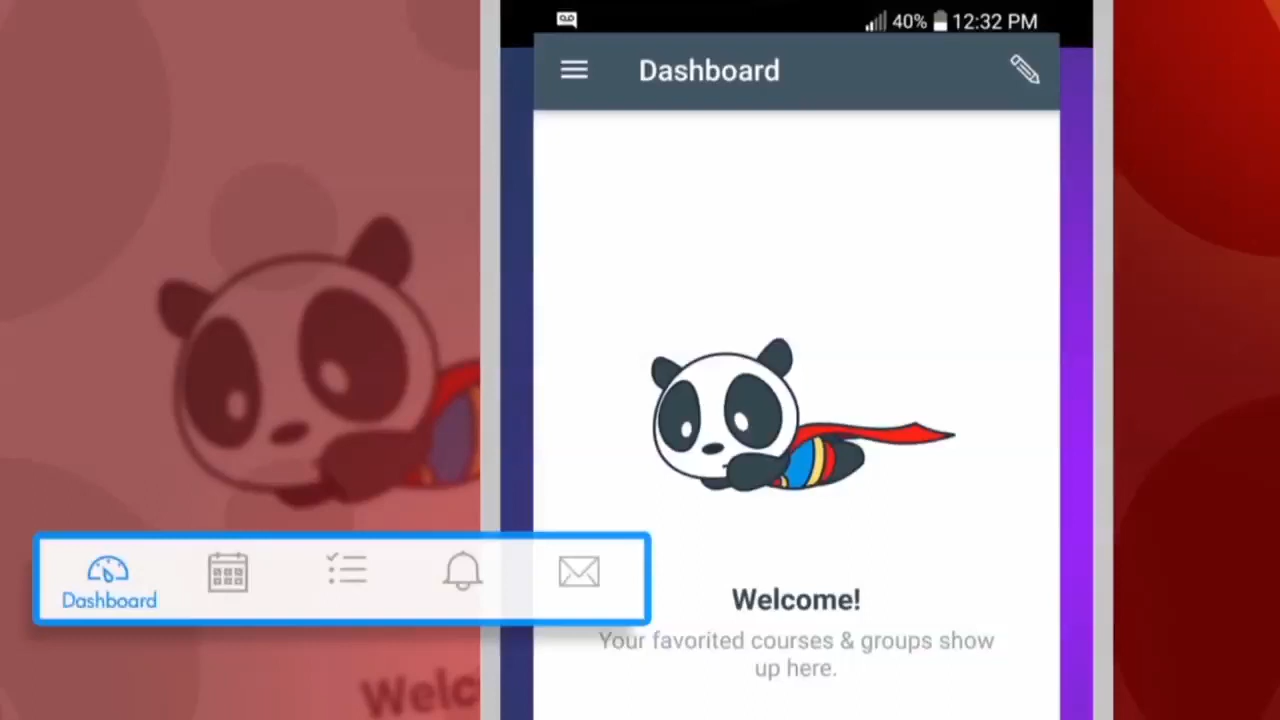 40% 12:32 PM
Dashboard
Dashboard
Welcome!
Your favorited courses & groups show
up here.
Welc